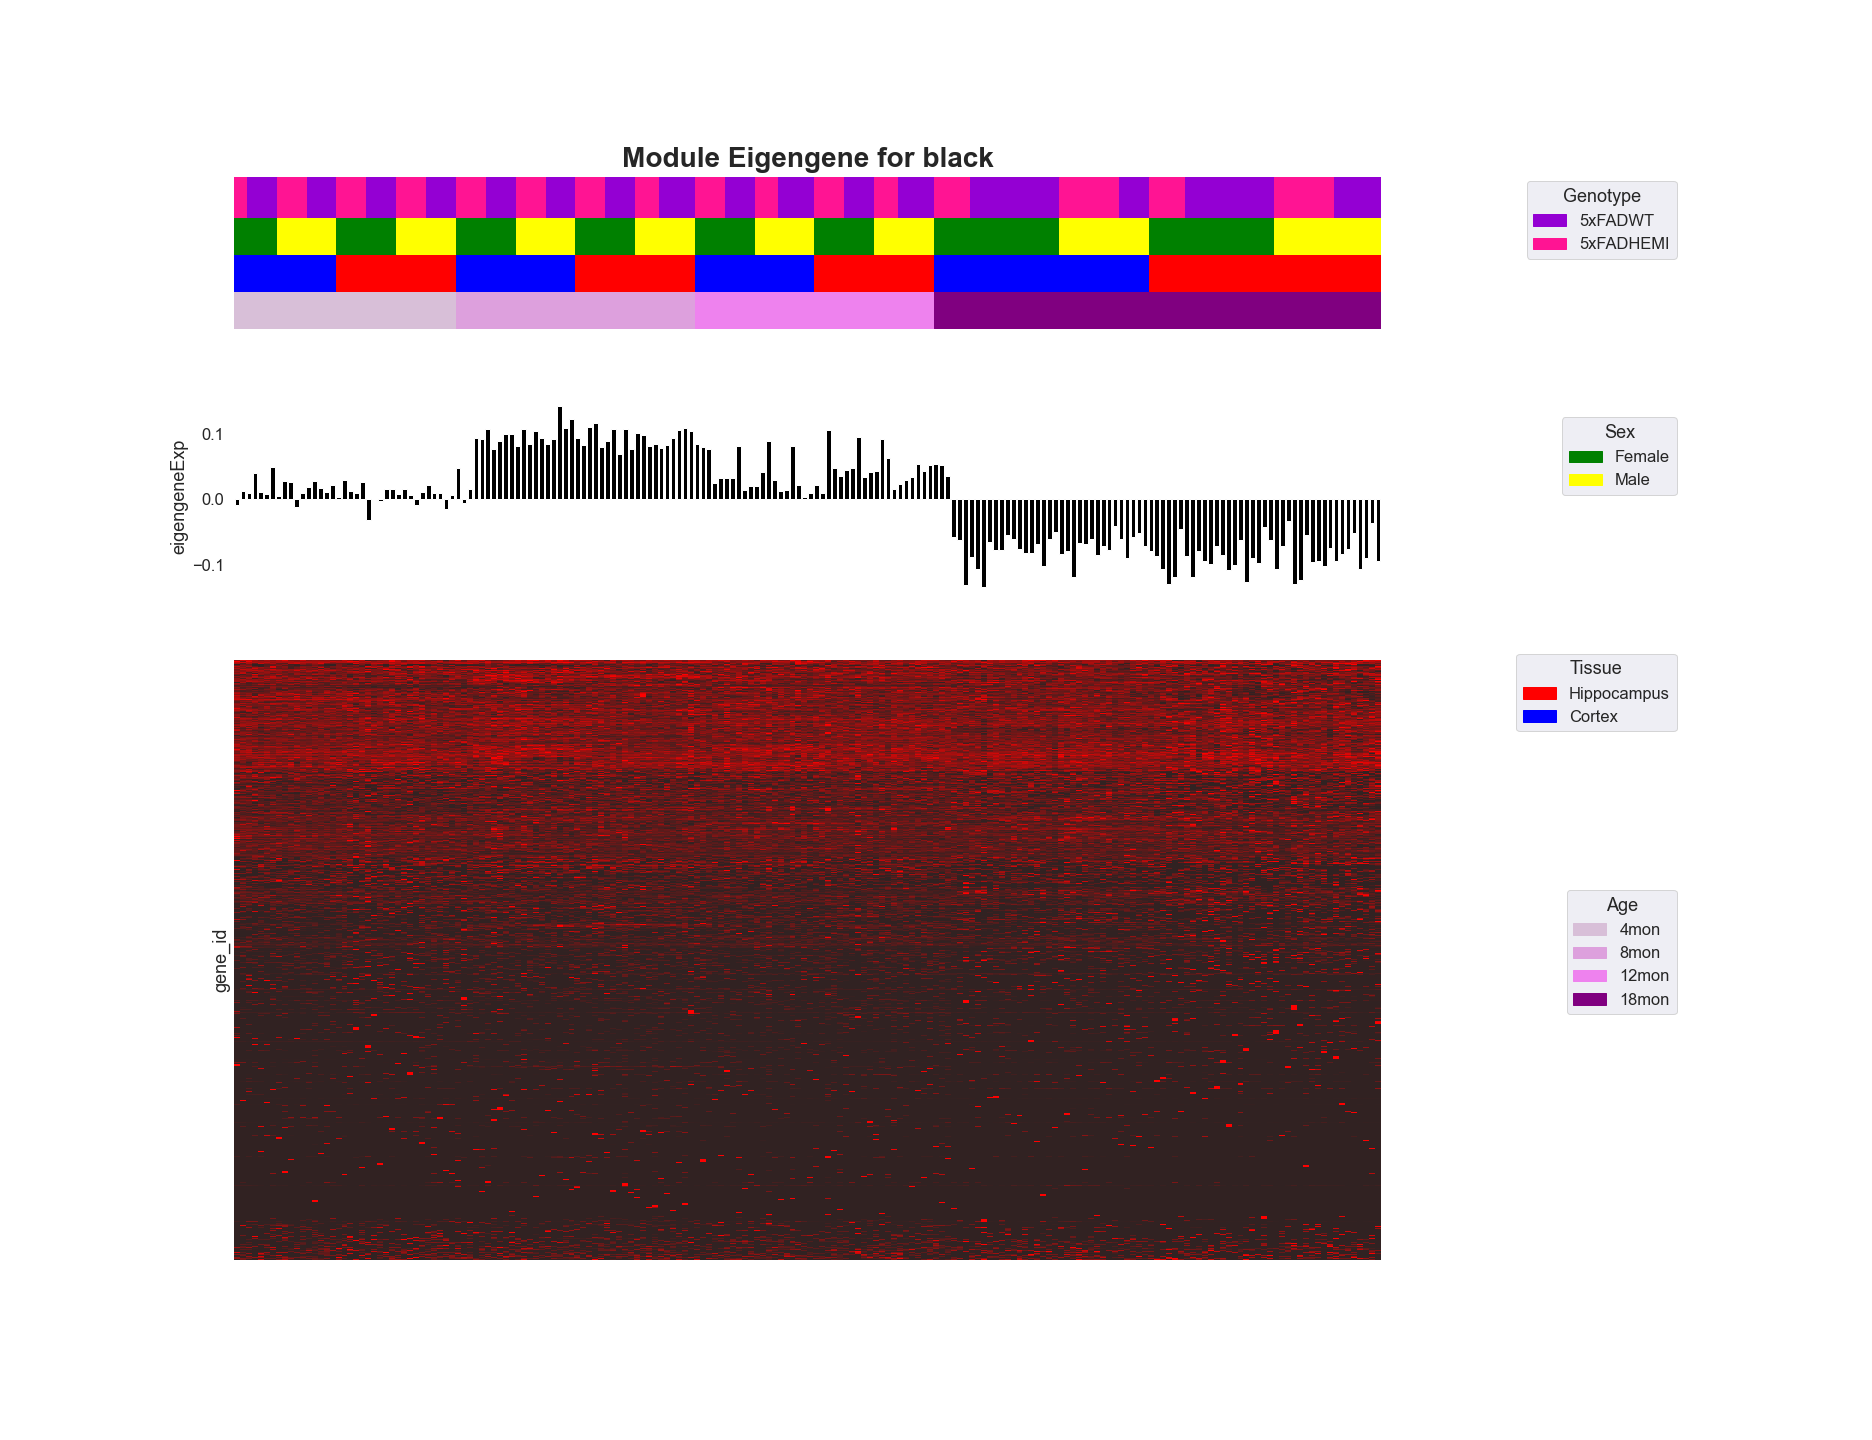 Module Eigengene for black
Genotype
5xFADWT
5xFADHEMI
0.1
0.0
−0.1
eigengeneExp
Sex
Female
Male
Tissue
Hippocampus
Cortex
gene_id
Age
4mon
8mon
12mon
18mon